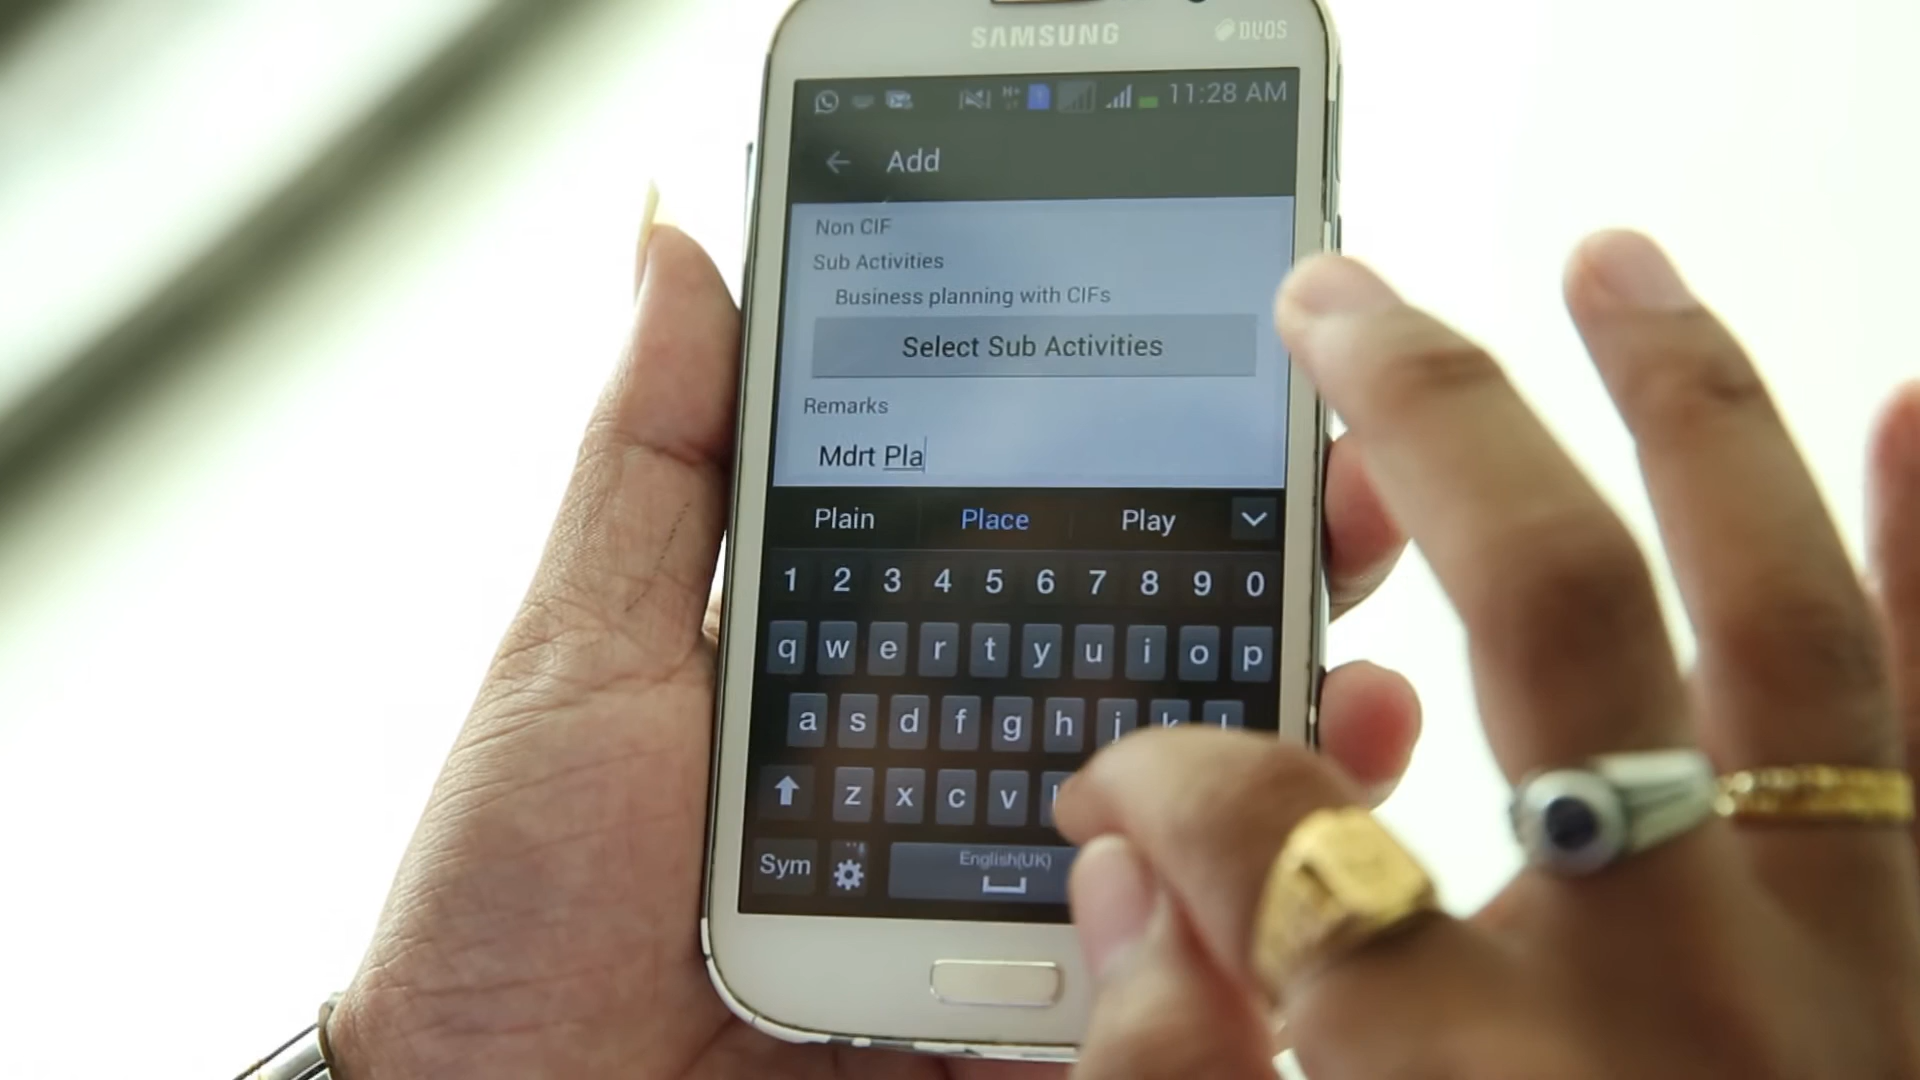 SAMSUNG DUOS
H+ 11:28 AM
Add
Non CIF
Sub Activities
Business planning with CIFs
Select Sub Activities
Remarks
Mdrt Pla
Plain Place Play
1 2 3 4 5 6 7 8 9 0
q w e r t y u i o p
a s d f g h j k l
z x c v
Sym English(UK)